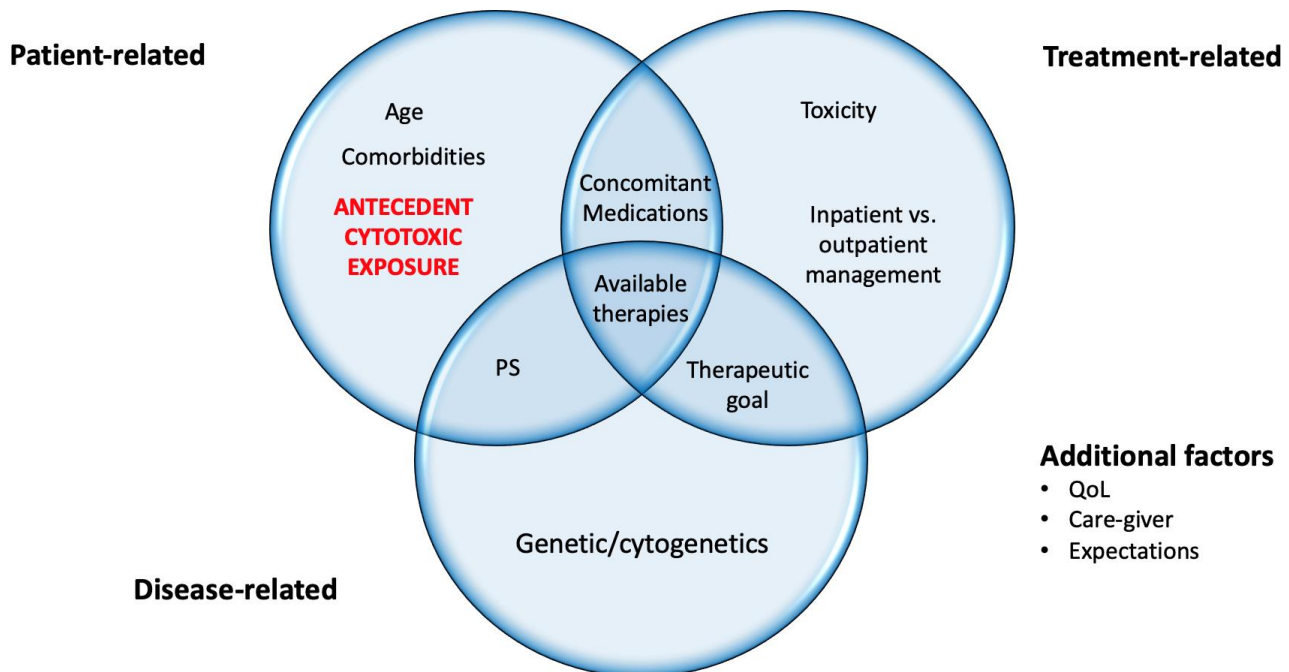 Patient-related
Treatment-related
Age
Comorbidities
ANTECEDENT
CYTOTOXIC
EXPOSURE
Concomitant
Medications
Toxicity
Inpatient vs.
outpatient
management
Available
therapies
PS
Therapeutic
goal
Genetic/cytogenetics
Disease-related
Additional factors
• QoL
• Care-giver
• Expectations